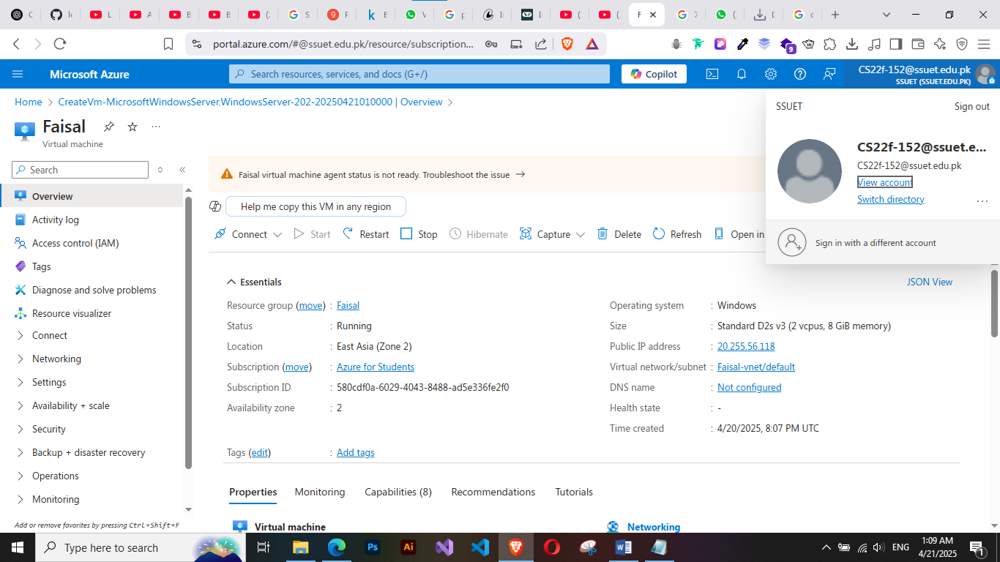 portal.azure.com/#@ssuet.edu.pk/resource/subscription...
9
Microsoft Azure
Search resources, services, and docs (G+/)
Copilot
CS22f-152@ssuet.edu.pk
SSUET (SSUET.EDU.PK)
Home
CreateVm-MicrosoftWindowsServer.WindowsServer-202-20250421010000 | Overview
SSUET
Sign out
Faisal
Virtual machine
CS22f-152@ssuet.e...
CS22f-152@ssuet.edu.pk
View account
Switch directory
Sign in with a different account
Search
Overview
Activity log
Access control (IAM)
Tags
Diagnose and solve problems
Resource visualizer
Connect
Networking
Settings
Availability + scale
Security
Backup + disaster recovery
Operations
Monitoring
Add or remove favorites by pressing Ctrl+Shift+F
Faisal virtual machine agent status is not ready. Troubleshoot the issue →
Help me copy this VM in any region
Connect
Start
Restart
Stop
Hibernate
Capture
Delete
Refresh
Open in
Essentials
JSON View
Resource group (move) : Faisal
Status : Running
Location : East Asia (Zone 2)
Subscription (move) : Azure for Students
Subscription ID : 580cdf0a-6029-4043-8488-ad5e336fe2f0
Availability zone : 2
Operating system : Windows
Size : Standard D2s v3 (2 vcpus, 8 GiB memory)
Public IP address : 20.255.56.118
Virtual network/subnet : Faisal-vnet/default
DNS name : Not configured
Health state : -
Time created : 4/20/2025, 8:07 PM UTC
Tags (edit) : Add tags
Properties
Monitoring
Capabilities (8)
Recommendations
Tutorials
Virtual machine
Networking
Type here to search
Ps
Ai
ENG
1:09 AM
4/21/2025
1